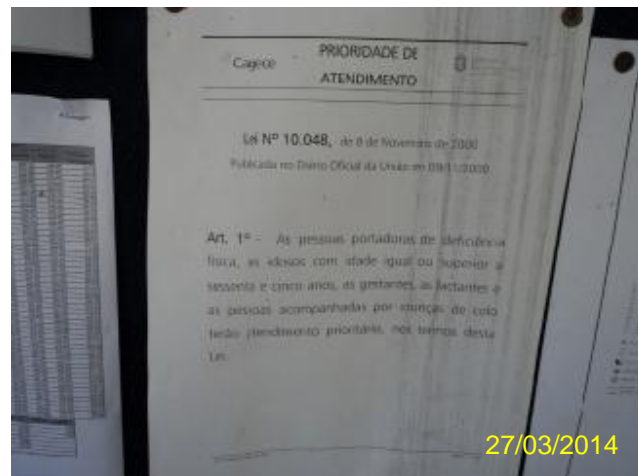 Cagece
PRIORIDADE DE
ATENDIMENTO
Lei Nº 10.048, de 8 de Novembro de 2000
Publicada no Diário Oficial da União em 09/11/2000
Art. 1º - As pessoas portadoras de deficiência
física, os idosos com idade igual ou superior a
sessenta e cinco anos, as gestantes, as lactantes e
as pessoas acompanhadas por crianças de colo
terão atendimento prioritário, nos termos desta
Lei.
27/03/2014